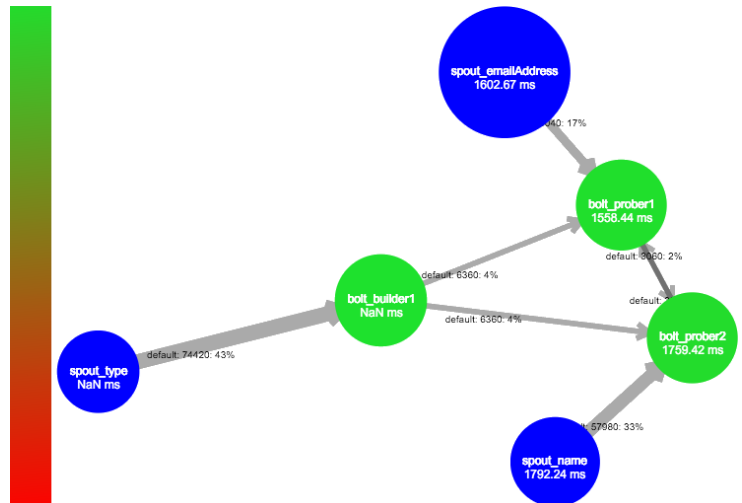 spout_emailAddress
1602.67 ms
040: 17%
bolt_prober1
1558.44 ms
default: 3060: 2%
default: 6360: 4%
bolt_builder1
NaN ms
default:
default: 6360: 4%
bolt_prober2
1759.42 ms
default: 74420: 43%
spout_type
NaN ms
57980: 33%
spout_name
1792.24 ms